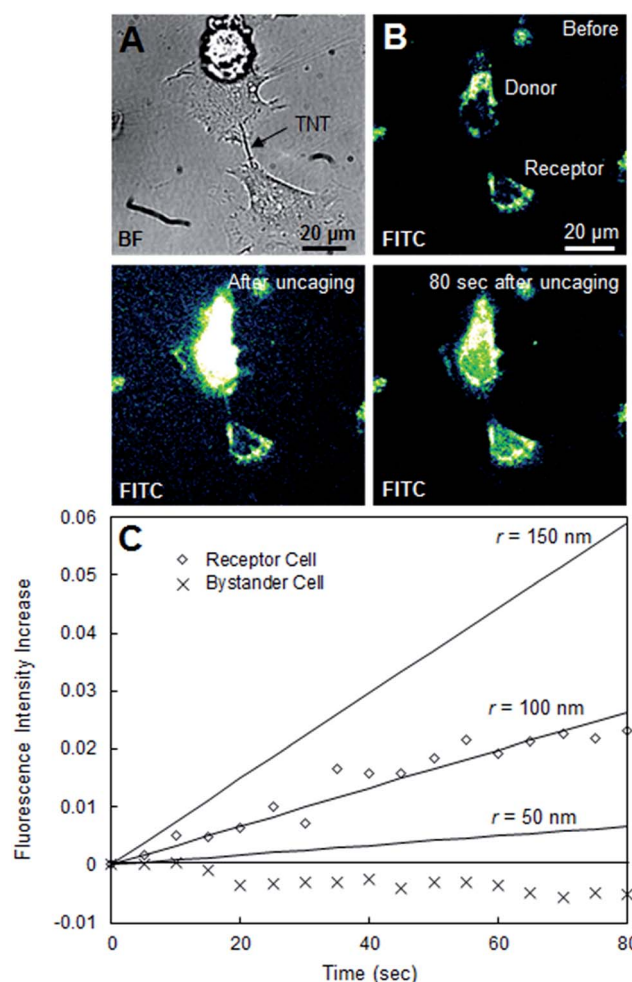 A
TNT
BF
20 µm
B
Before
Donor
Receptor
FITC
20 µm
After uncaging
FITC
80 sec after uncaging
FITC
C
Fluorescence Intensity Increase
0.06
0.05
0.04
0.03
0.02
0.01
0
-0.01
Receptor Cell
Bystander Cell
r = 150 nm
r = 100 nm
r = 50 nm
0
20
40
60
80
Time (sec)